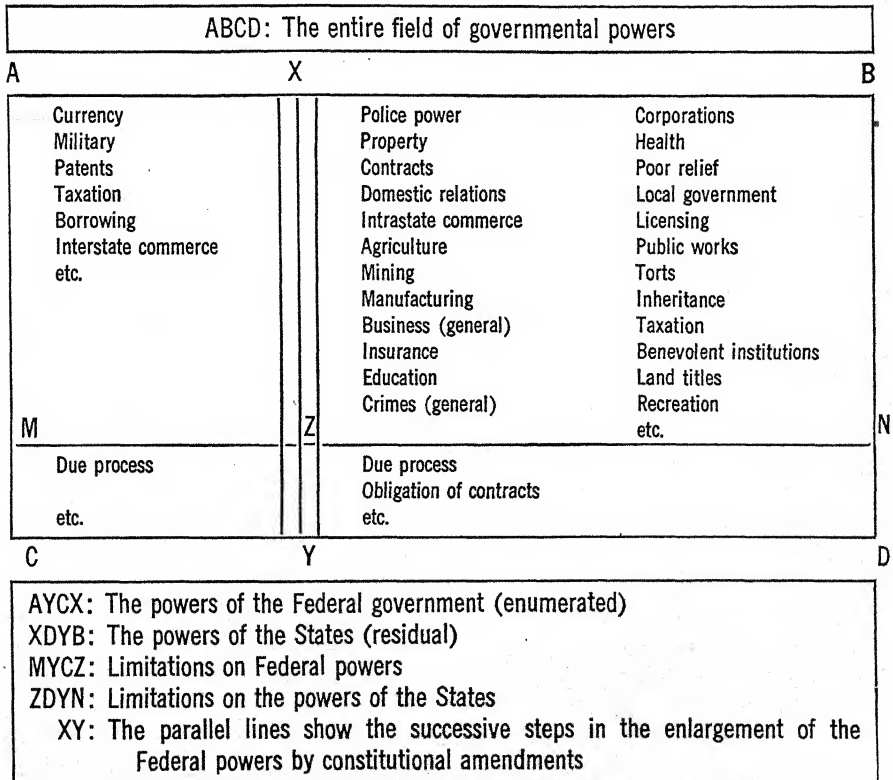 ABCD: The entire field of governmental powers
A X B
Currency
Military
Patents
Taxation
Borrowing
Interstate commerce
etc.
Police power
Property
Contracts
Domestic relations
Intrastate commerce
Agriculture
Mining
Manufacturing
Business (general)
Insurance
Education
Crimes (general)
Corporations
Health
Poor relief
Local government
Licensing
Public works
Torts
Inheritance
Taxation
Benevolent institutions
Land titles
Recreation
etc.
M Z N
Due process
etc.
Due process
Obligation of contracts
etc.
C Y D
AYCX: The powers of the Federal government (enumerated)
XDYB: The powers of the States (residual)
MYCZ: Limitations on Federal powers
ZDYN: Limitations on the powers of the States
XY: The parallel lines show the successive steps in the enlargement of the
Federal powers by constitutional amendments